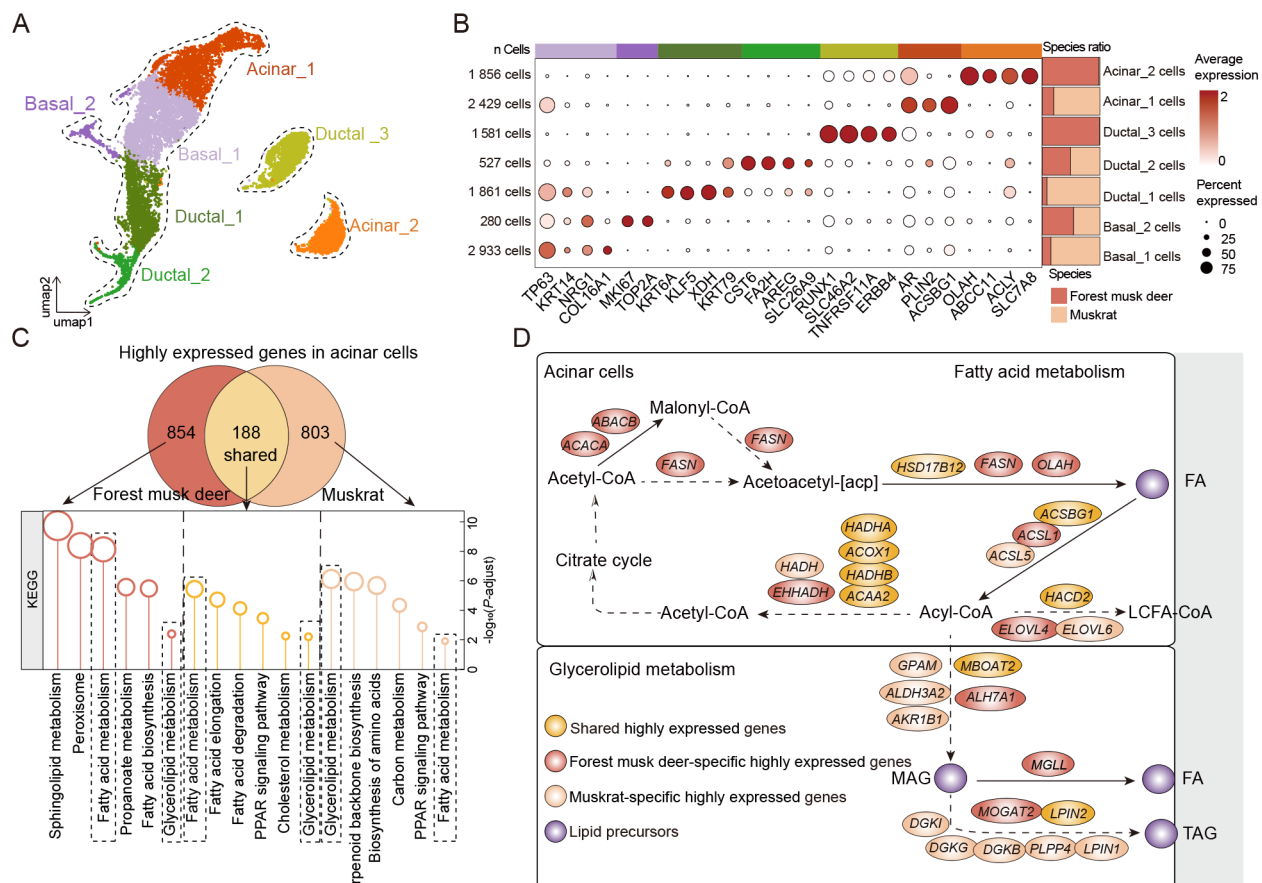 A
Acinar_1
Basal_2
Ductal _3
Basal_1
Ductal_1
Acinar_2
Ductal_2
umap2
umap1
B
n Cells
Species ratio
1 856 cells
Acinar_2 cells
2 429 cells
Acinar_1 cells
1 581 cells
Ductal_3 cells
527 cells
Ductal_2 cells
1 861 cells
Ductal_1 cells
280 cells
Basal_2 cells
2 933 cells
Basal_1 cells
TP63
KRT14
NRG1
COL16A1
MKI67
TOP2A
KRT6A
KLF5
XDH
KRT79
CST6
FA2H
AREG
SLC26A9
RUNX1
SLC46A2
TNFRSF11A
ERBB4
AR
PLIN2
ACSBG1
OLAH
ABCC11
ACLY
SLC7A8
Average
expression
2
0
Percent
expressed
0
25
50
75
Species
Forest musk deer
Muskrat
C
Highly expressed genes in acinar cells
854
188
shared
803
Forest musk deer
Muskrat
KEGG
10
8
6
4
2
0
-log₁₀(P-adjust)
Sphingolipid metabolism
Peroxisome
Fatty acid metabolism
Propanoate metabolism
Fatty acid biosynthesis
Glycerolipid metabolism
Fatty acid metabolism
Fatty acid elongation
Fatty acid degradation
PPAR signaling pathway
Cholesterol metabolism
Glycerolipid metabolism
Glycerolipid metabolism
rpenoid backbone biosynthesis
Biosynthesis of amino acids
Carbon metabolism
PPAR signaling pathway
Fatty acid metabolism
D
Acinar cells
Fatty acid metabolism
Malonyl-CoA
ABACB
ACACA
FASN
Acetyl-CoA
FASN
Acetoacetyl-[acp]
HSD17B12
FASN
OLAH
FA
ACSBG1
ACSL1
ACSL5
HADHA
ACOX1
HADHB
ACAA2
HADH
EHHADH
Citrate cycle
Acetyl-CoA
Acyl-CoA
HACD2
LCFA-CoA
ELOVL4
ELOVL6
Glycerolipid metabolism
GPAM
MBOAT2
ALDH3A2
ALH7A1
AKR1B1
Shared highly expressed genes
Forest musk deer-specific highly expressed genes
Muskrat-specific highly expressed genes
Lipid precursors
MAG
MGLL
FA
MOGAT2
LPIN2
TAG
DGKI
DGKG
DGKB
PLPP4
LPIN1